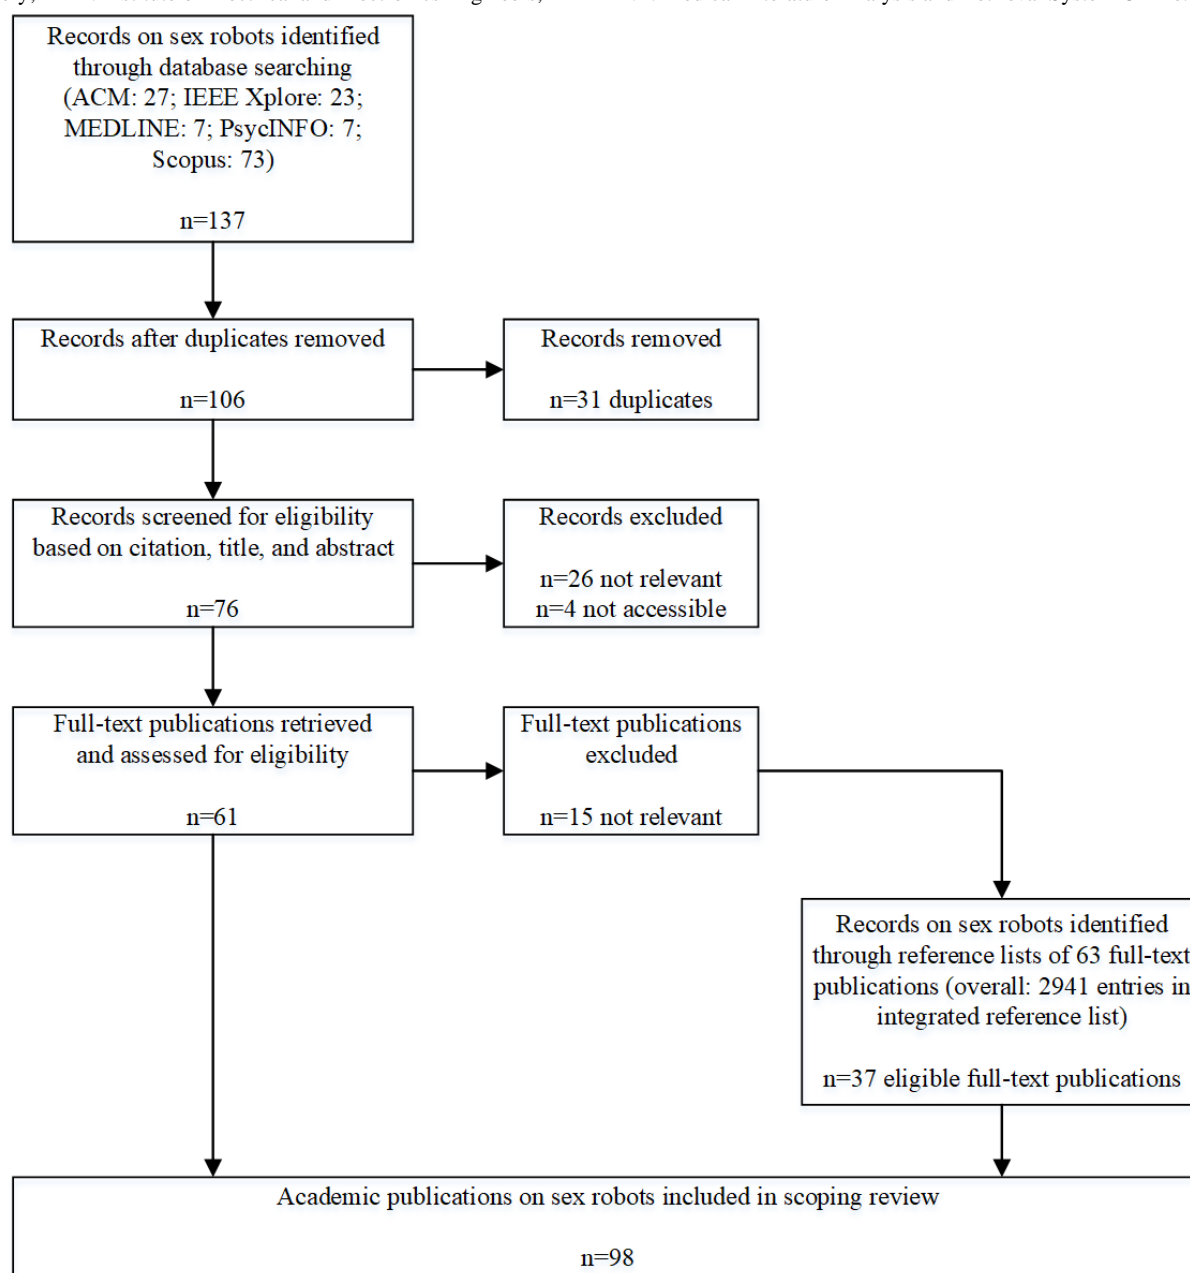 Records on sex robots identified
through database searching
(ACM: 27; IEEE Xplore: 23;
MEDLINE: 7; PsycINFO: 7;
Scopus: 73)
n=137
Records after duplicates removed
n=106
Records removed
n=31 duplicates
Records screened for eligibility
based on citation, title, and abstract
n=76
Records excluded
n=26 not relevant
n=4 not accessible
Full-text publications retrieved
and assessed for eligibility
n=61
Full-text publications
excluded
n=15 not relevant
Records on sex robots identified
through reference lists of 63 full-text
publications (overall: 2941 entries in
integrated reference list)
n=37 eligible full-text publications
Academic publications on sex robots included in scoping review
n=98